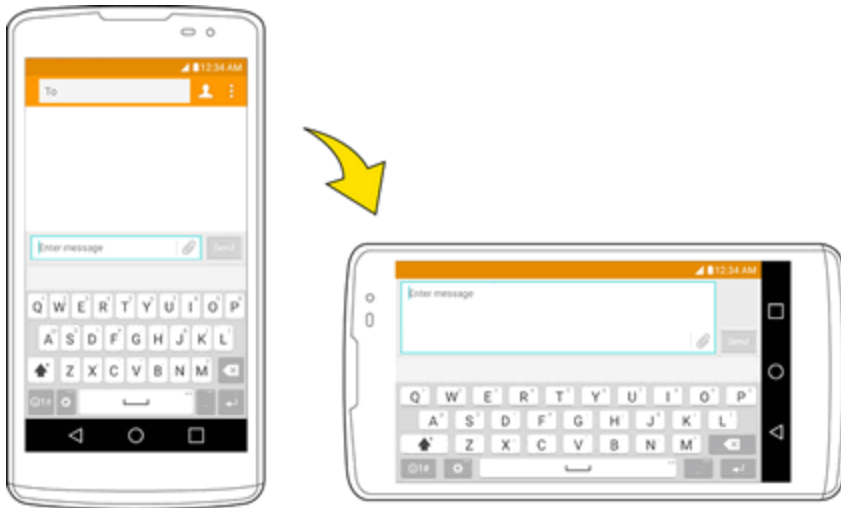 12:34 AM
To
Enter message
Send
Q W E R T Y U I O P
A S D F G H J K L
Z X C V B N M
12:34 AM
Enter message
Send
Q W E R T Y U I O P
A S D F G H J K L
Z X C V B N M